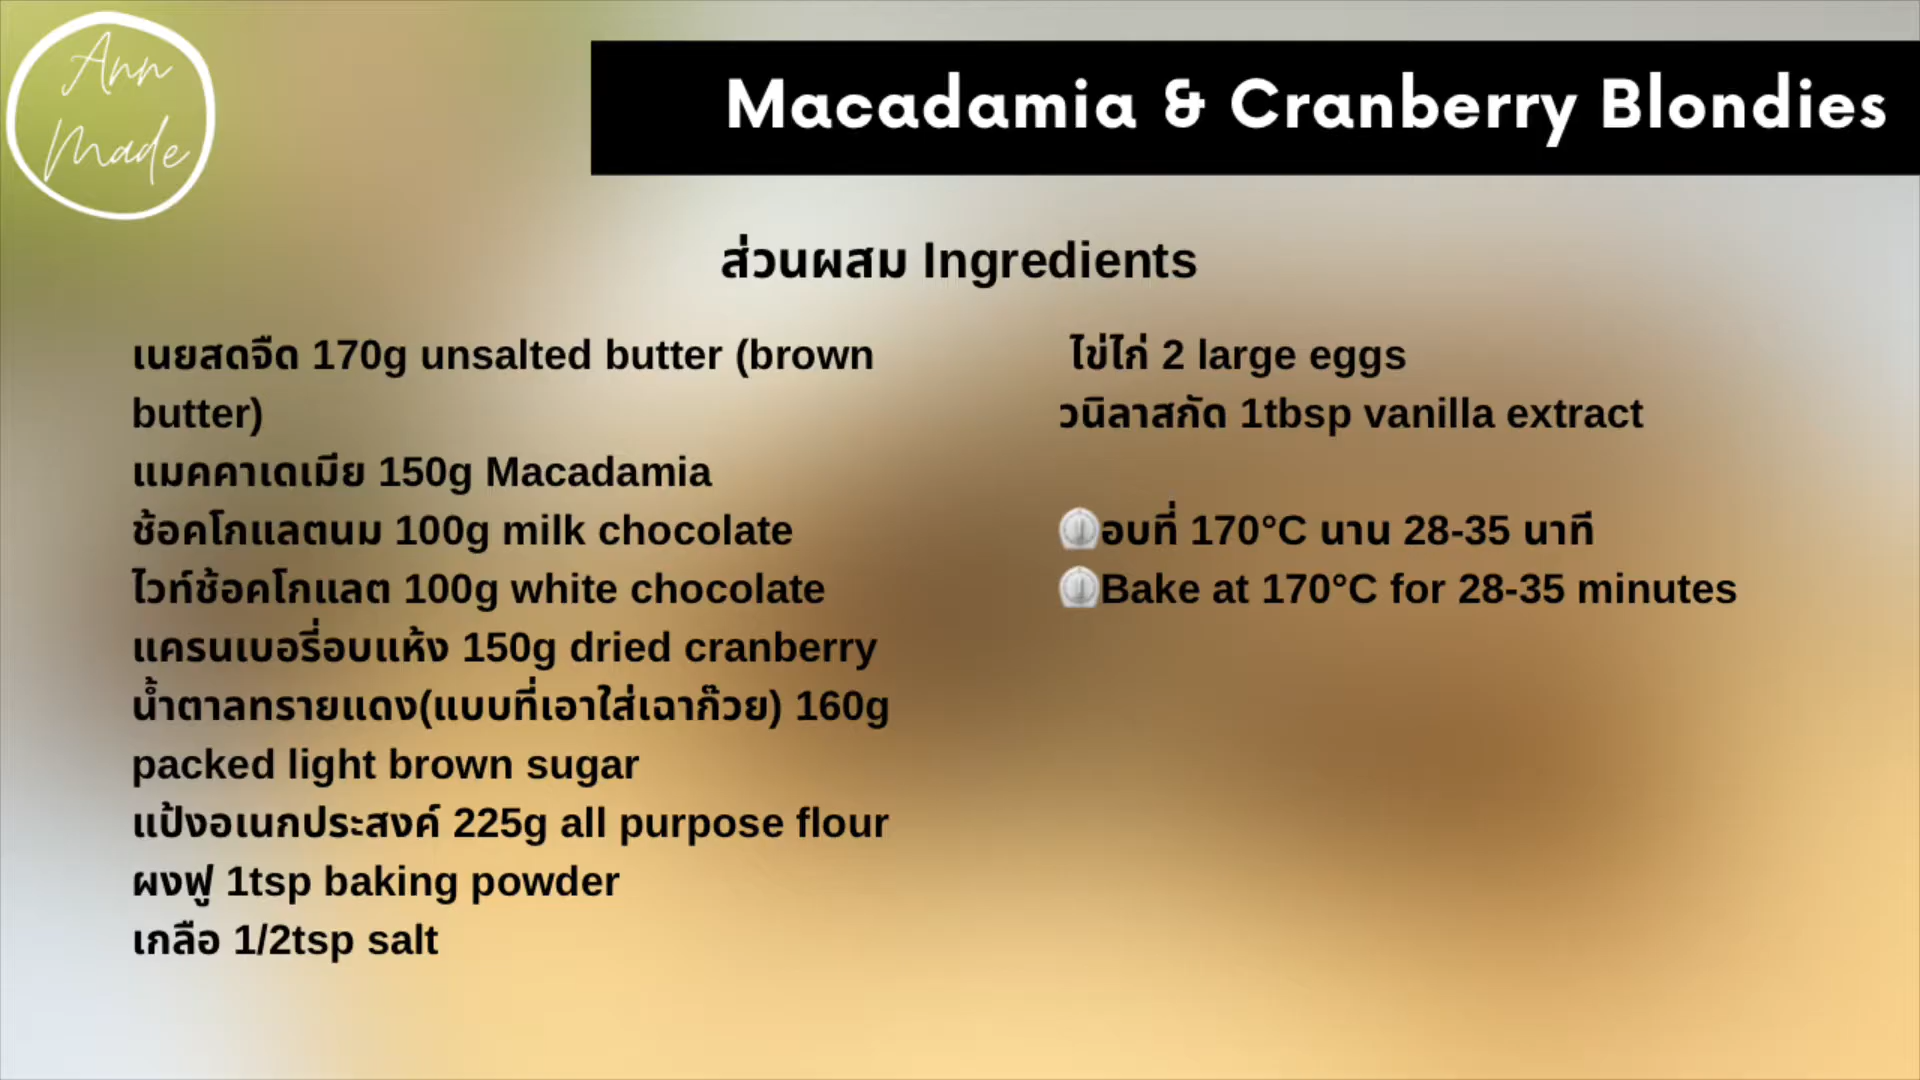 Ann
Made
Macadamia & Cranberry Blondies
ส่วนผสม Ingredients
เนยสดจืด 170g unsalted butter (brown
butter)
แมคคาเดเมีย 150g Macadamia
ช้อคโกแลตนม 100g milk chocolate
ไวท์ช้อคโกแลต 100g white chocolate
แครนเบอรี่อบแห้ง 150g dried cranberry
น้ำตาลทรายแดง(แบบที่เอาใส่เฉาก๊วย) 160g
packed light brown sugar
แป้งอเนกประสงค์ 225g all purpose flour
ผงฟู 1tsp baking powder
เกลือ 1/2tsp salt
ไข่ไก่ 2 large eggs
วนิลาสกัด 1tbsp vanilla extract
อบที่ 170°C นาน 28-35 นาที
Bake at 170°C for 28-35 minutes